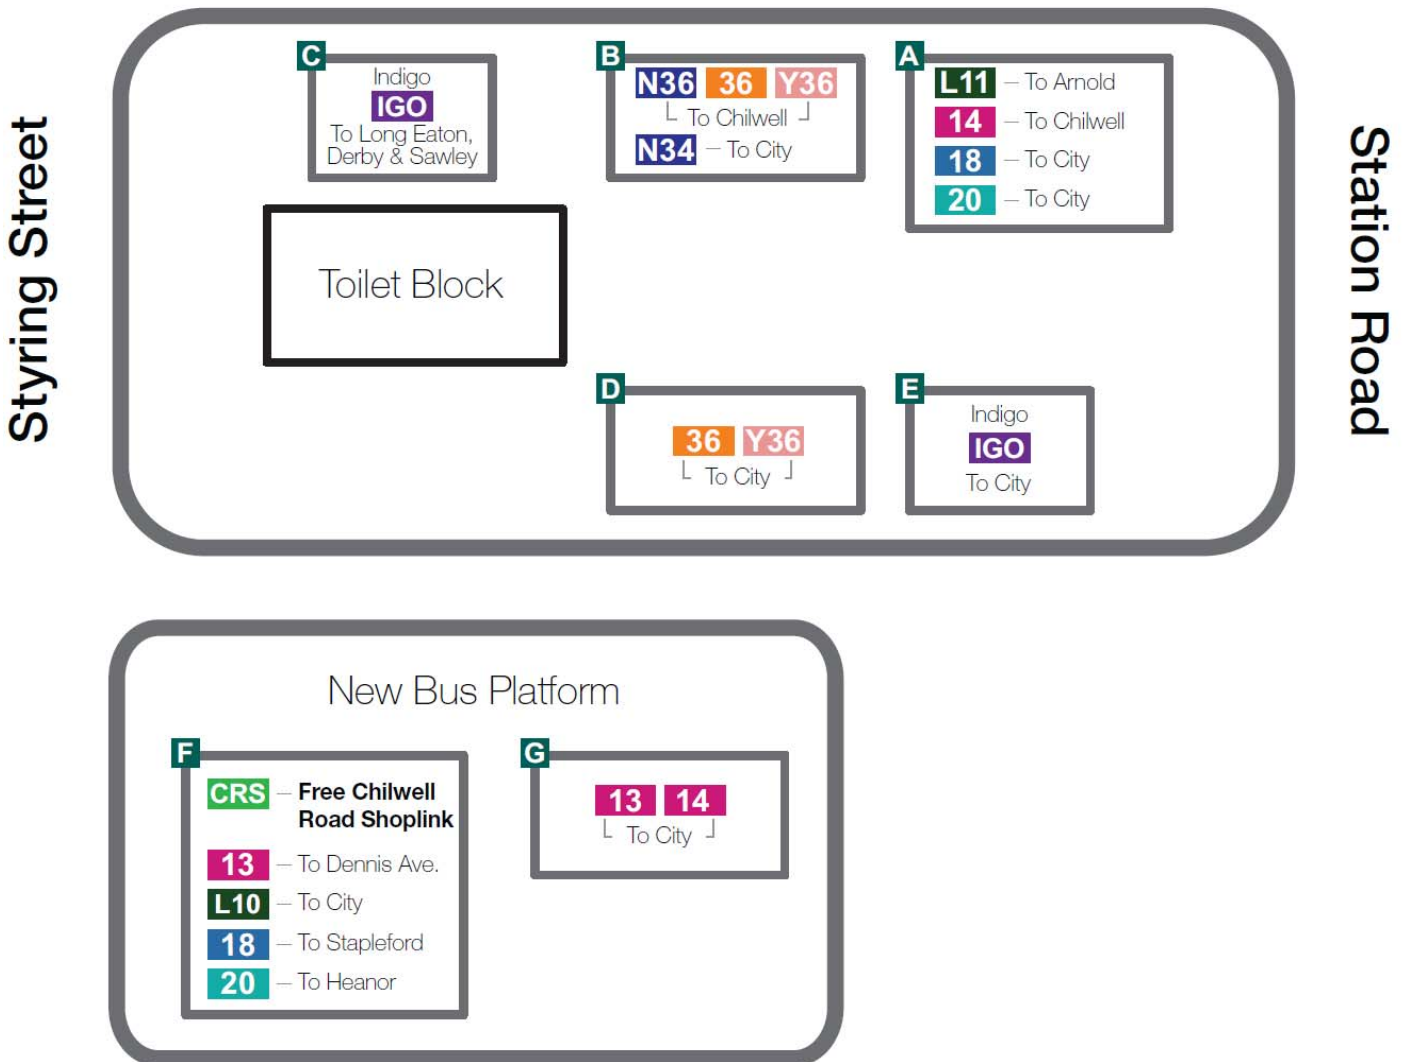 Styring Street
Station Road
C
Indigo
IGO
To Long Eaton,
Derby & Sawley
B
N36 36 Y36
To Chilwell
N34 – To City
A
L11 – To Arnold
14 – To Chilwell
18 – To City
20 – To City
Toilet Block
D
36 Y36
To City
E
Indigo
IGO
To City
New Bus Platform
F
CRS – Free Chilwell
Road Shoplink
13 – To Dennis Ave.
L10 – To City
18 – To Stapleford
20 – To Heanor
G
13 14
To City